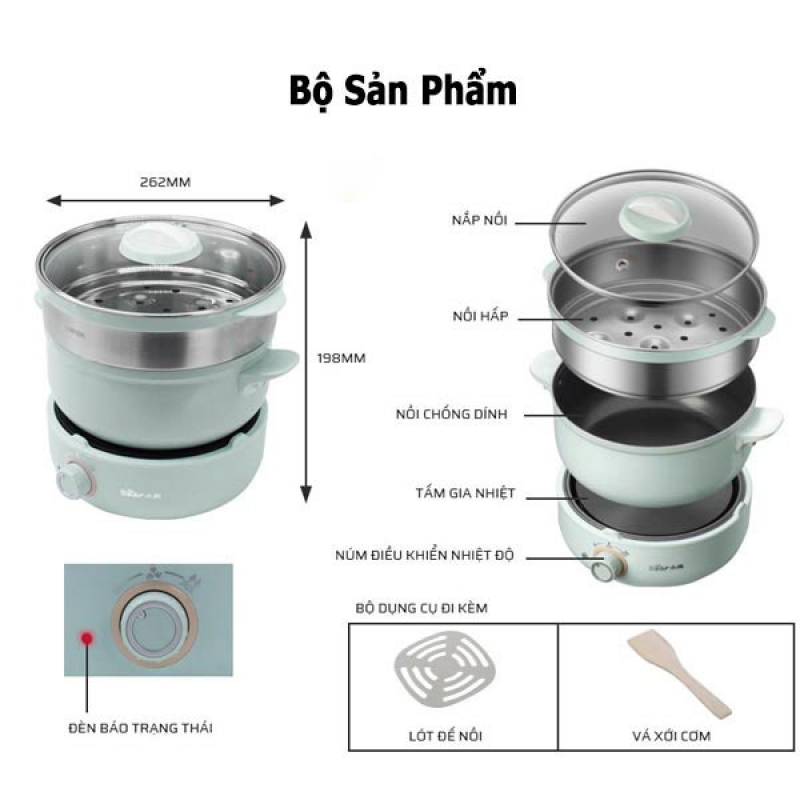 Bộ Sản Phẩm
262MM
198MM
NẮP NỒI
NỒI HẤP
NỒI CHỐNG DÍNH
TẤM GIA NHIỆT
NÚM ĐIỀU KHIỂN NHIỆT ĐỘ
BỘ DỤNG CỤ ĐI KÈM
ĐÈN BÁO TRẠNG THÁI
LÓT ĐẾ NỒI
VÁ XỚI CƠM